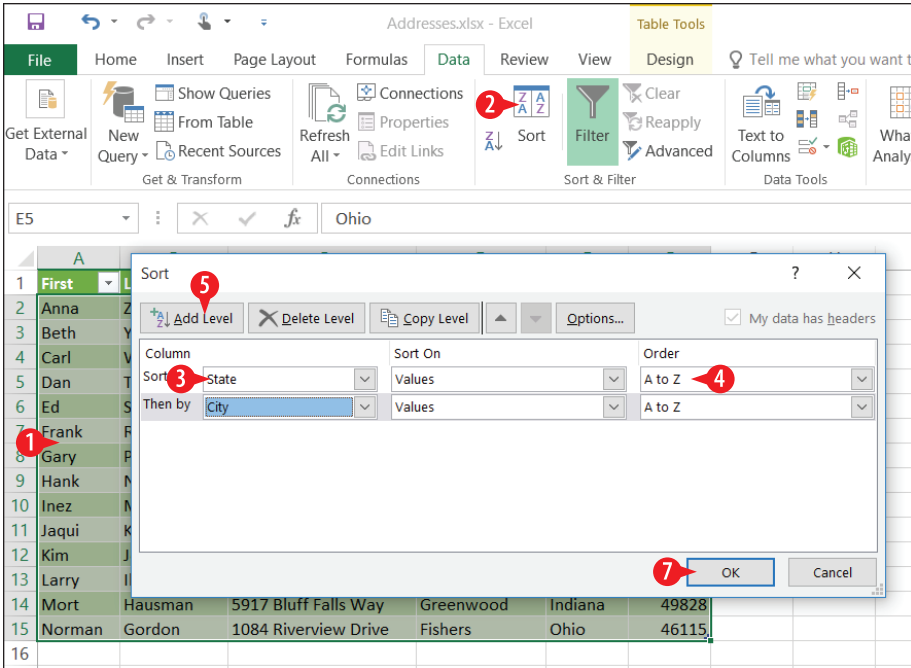 Addresses.xlsx - Excel
Table Tools
File Home Insert Page Layout Formulas Data Review View Design Tell me what you want t
Get External Data
New Query
Show Queries
From Table
Recent Sources
Get & Transform
Refresh All
Connections
Properties
Edit Links
Connections
2
Z A
A Z
Z
A
Sort
Filter
Clear
Reapply
Advanced
Sort & Filter
Text to Columns
Data Tools
Wha
Analy
E5 fx Ohio
A
1 First L
2 Anna Z
3 Beth Y
4 Carl
5 Dan T
6 Ed S
7 Frank R
1
8 Gary P
9 Hank N
10 Inez
11 Jaqui K
12 Kim J
13 Larry
14 Mort Hausman 5917 Bluff Falls Way Greenwood Indiana 49828
15 Norman Gordon 1084 Riverview Drive Fishers Ohio 46115
16
Sort ?
5
Add Level Delete Level Copy Level Options... My data has headers
Column Sort On Order
Sort 3 State Values A to Z 4
Then by City Values A to Z
7 OK Cancel